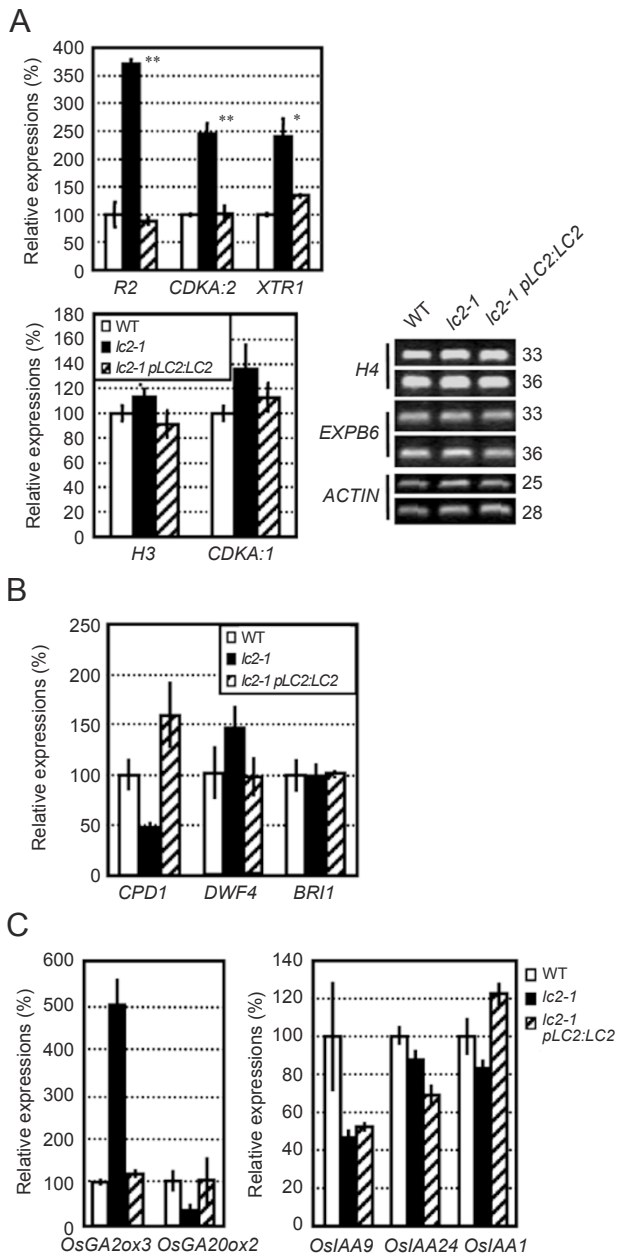 A
Relative expressions (%)
400
350
300
250
200
150
100
50
0
**
**
*
R2 CDKA:2 XTR1
Relative expressions (%)
180
160
140
120
100
80
60
40
20
0
WT
lc2-1
lc2-1 pLC2:LC2
H3 CDKA:1
WT lc2-1 lc2-1 pLC2:LC2
H4 33
36
EXPB6 33
36
ACTIN 25
28
B
Relative expressions (%)
250
200
150
100
50
0
WT
lc2-1
lc2-1 pLC2:LC2
CPD1 DWF4 BRI1
C
Relative expressions (%)
600
500
400
300
200
100
0
OsGA2ox3 OsGA20ox2
Relative expressions (%)
140
120
100
80
60
40
20
0
WT
lc2-1
lc2-1
pLC2:LC2
OsIAA9 OsIAA24 OsIAA1